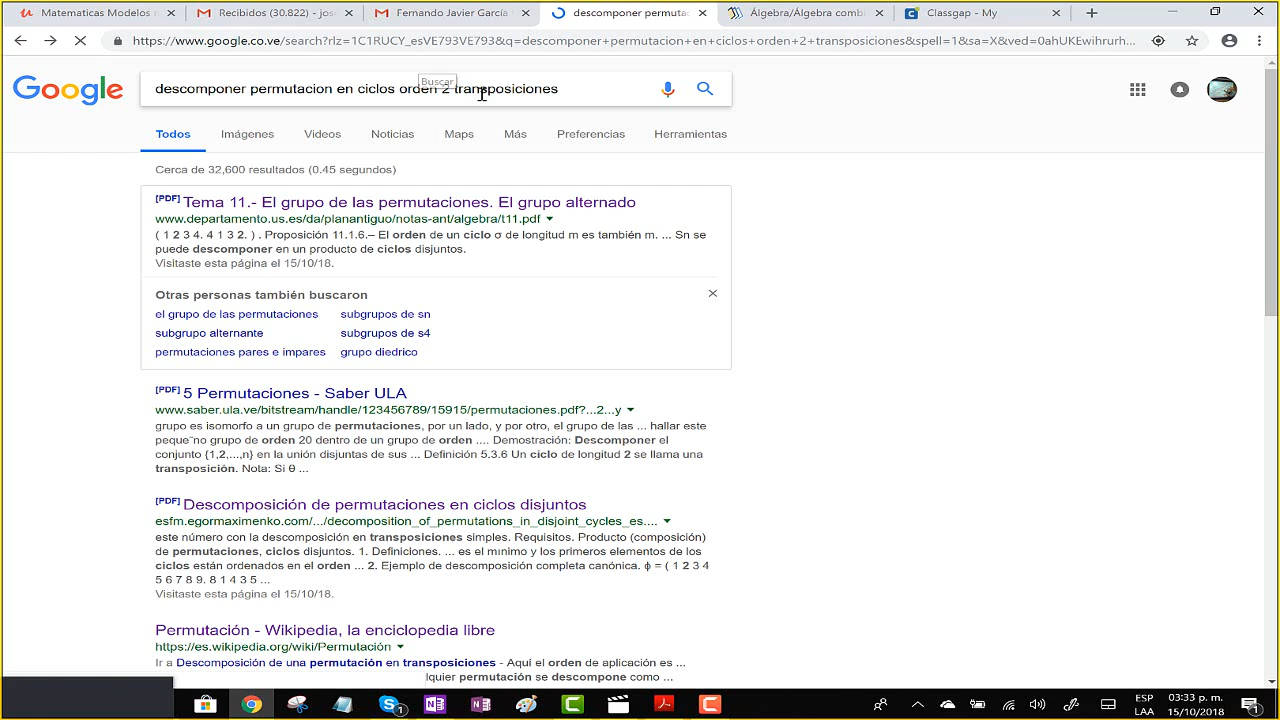 Matematicas Modelos
Recibidos (30.822) - jos
Fernando Javier García
descomponer permuta
Álgebra/Álgebra comb
Classgap - My
https://www.google.co.ve/search?rlz=1C1RUCY_esVE793VE793&q=descomponer+permutacion+en+ciclos+orden+2+transposiciones&spell=1&sa=X&ved=0ahUKEwihrurh...
Google
descomponer permutacion en ciclos orden 2 transposiciones
Buscar
Todos
Imágenes
Videos
Noticias
Maps
Más
Preferencias
Herramientas
Cerca de 32,600 resultados (0.45 segundos)
[PDF] Tema 11.- El grupo de las permutaciones. El grupo alternado
www.departamento.us.es/da/planantiguo/notas-ant/algebra/t11.pdf
( 1 2 3 4. 4 1 3 2. ) . Proposición 11.1.6.– El orden de un ciclo σ de longitud m es también m. ... Sn se
puede descomponer en un producto de ciclos disjuntos.
Visitaste esta página el 15/10/18.
Otras personas también buscaron
el grupo de las permutaciones
subgrupos de sn
subgrupo alternante
subgrupos de s4
permutaciones pares e impares
grupo diedrico
[PDF] 5 Permutaciones - Saber ULA
www.saber.ula.ve/bitstream/handle/123456789/15915/permutaciones.pdf?...2...y
grupo es isomorfo a un grupo de permutaciones, por un lado, y por otro, el grupo de las ... hallar este
peque¨no grupo de orden 20 dentro de un grupo de orden .... Demostración: Descomponer el
conjunto {1,2,...,n} en la unión disjuntas de sus ... Definición 5.3.6 Un ciclo de longitud 2 se llama una
transposición. Nota: Si θ ...
[PDF] Descomposición de permutaciones en ciclos disjuntos
esfm.egormaximenko.com/.../decomposition_of_permutations_in_disjoint_cycles_es....
este número con la descomposición en transposiciones simples. Requisitos. Producto (composición)
de permutaciones, ciclos disjuntos. 1. Definiciones. ... es el mınimo y los primeros elementos de los
ciclos están ordenados en el orden ... 2. Ejemplo de descomposición completa canónica. ϕ = ( 1 2 3 4
5 6 7 8 9. 8 1 4 3 5 ...
Visitaste esta página el 15/10/18.
Permutación - Wikipedia, la enciclopedia libre
https://es.wikipedia.org/wiki/Permutación
Ir a Descomposición de una permutación en transposiciones - Aquí el orden de aplicación es ...
lquier permutación se descompone como ...
ESP
LAA
03:33 p. m.
15/10/2018